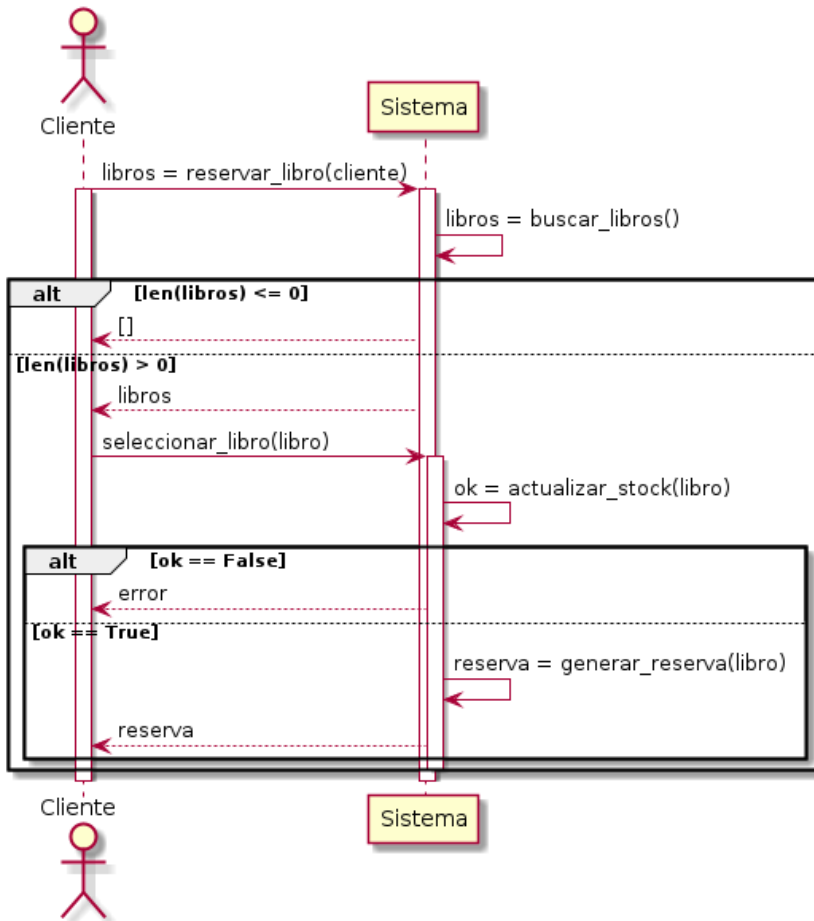 Cliente
Sistema
libros = reservar_libro(cliente)
libros = buscar_libros()
alt [len(libros) <= 0]
[]
[len(libros) > 0]
libros
seleccionar_libro(libro)
ok = actualizar_stock(libro)
alt [ok == False]
error
[ok == True]
reserva = generar_reserva(libro)
reserva
Cliente
Sistema